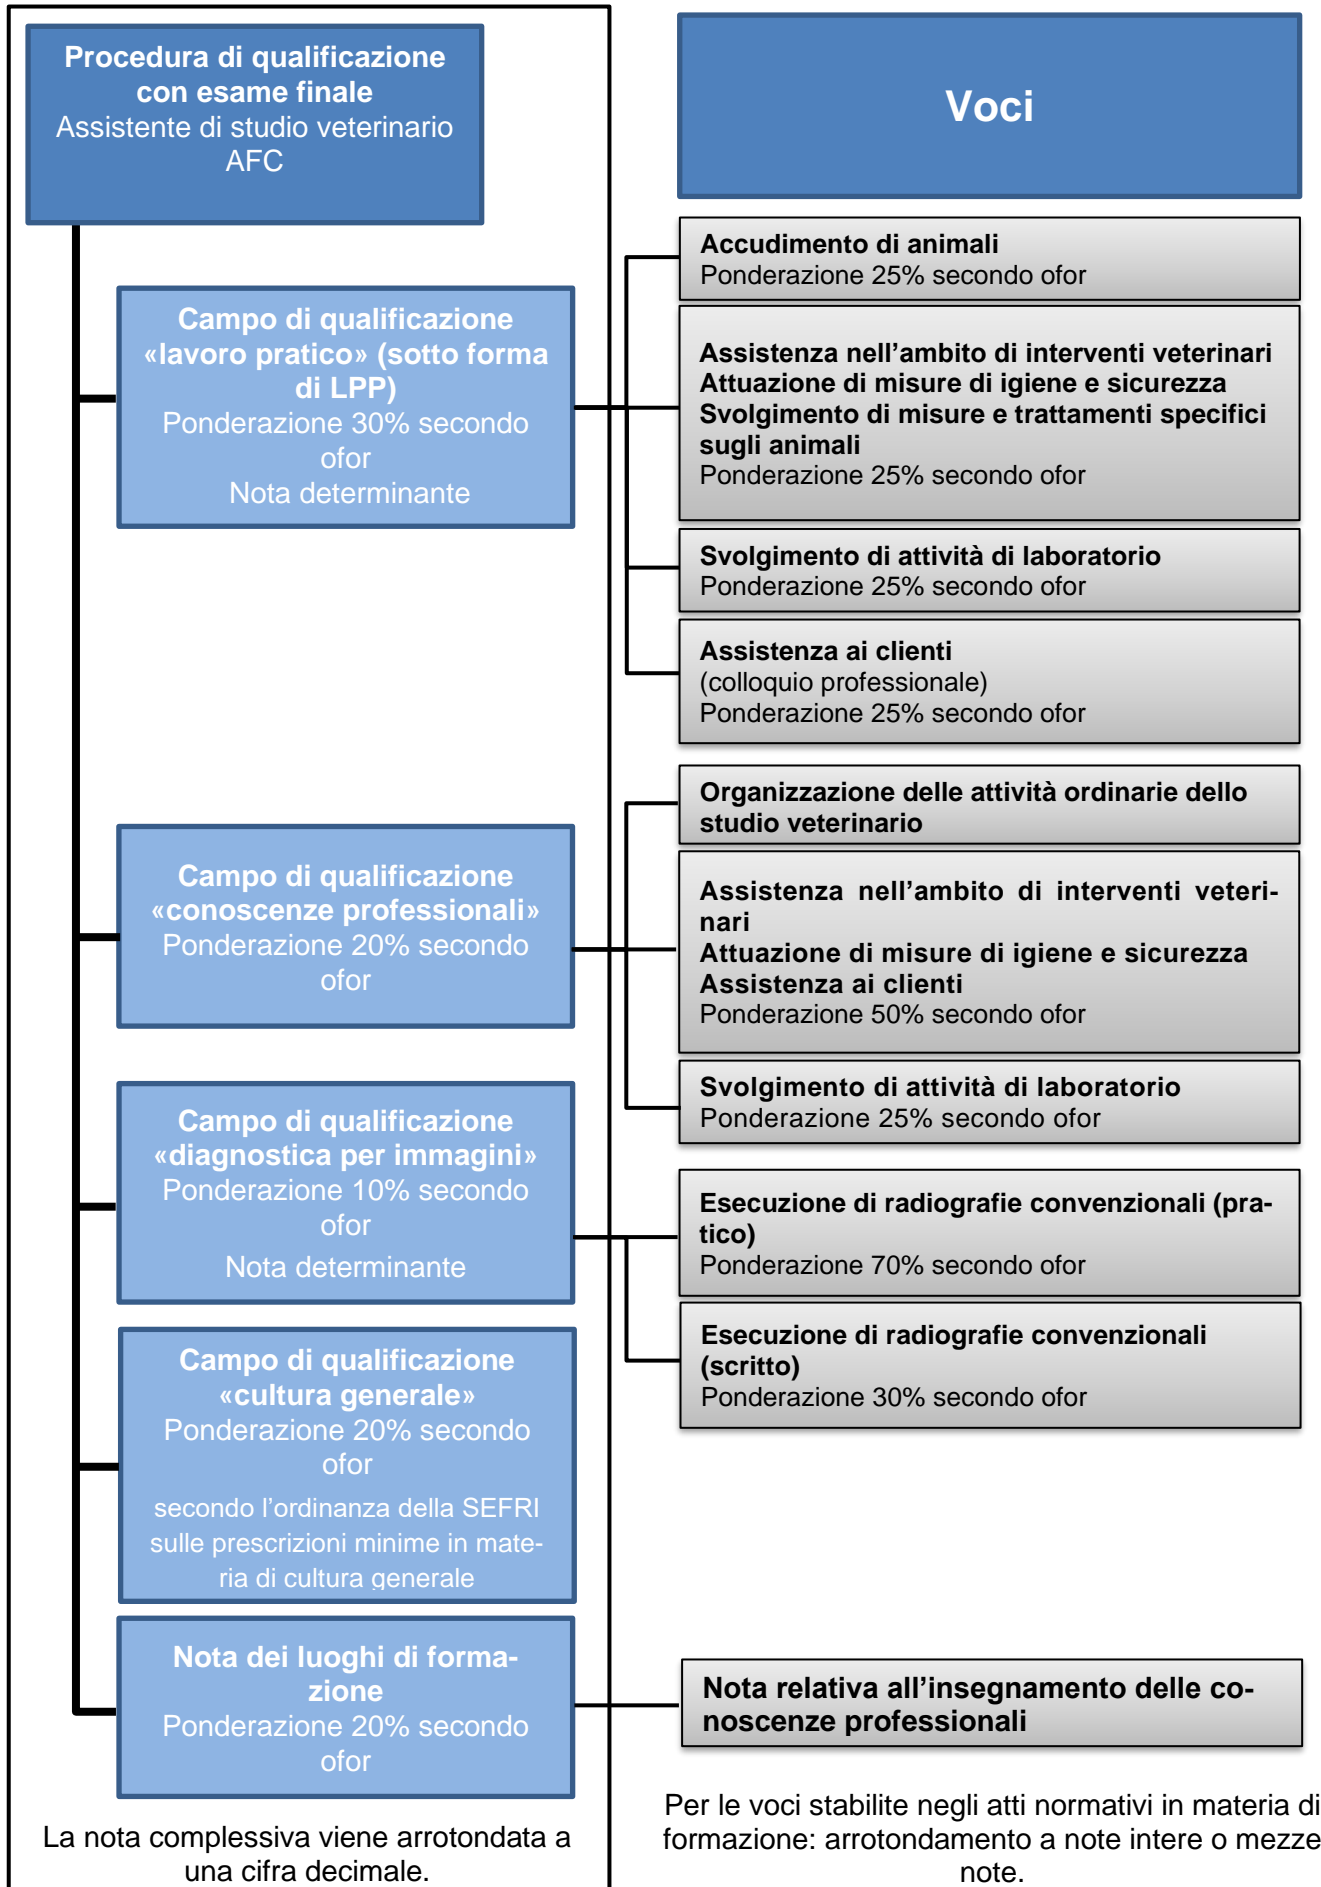 Procedura di qualificazione
con esame finale
Assistente di studio veterinario
AFC
Voci
Campo di qualificazione
«lavoro pratico» (sotto forma
di LPP)
Ponderazione 30% secondo
ofor
Nota determinante
Accudimento di animali
Ponderazione 25% secondo ofor
Assistenza nell’ambito di interventi veterinari
Attuazione di misure di igiene e sicurezza
Svolgimento di misure e trattamenti specifici
sugli animali
Ponderazione 25% secondo ofor
Svolgimento di attività di laboratorio
Ponderazione 25% secondo ofor
Assistenza ai clienti
(colloquio professionale)
Ponderazione 25% secondo ofor
Campo di qualificazione
«conoscenze professionali»
Ponderazione 20% secondo
ofor
Organizzazione delle attività ordinarie dello
studio veterinario
Assistenza nell’ambito di interventi veteri-
nari
Attuazione di misure di igiene e sicurezza
Assistenza ai clienti
Ponderazione 50% secondo ofor
Svolgimento di attività di laboratorio
Ponderazione 25% secondo ofor
Campo di qualificazione
«diagnostica per immagini»
Ponderazione 10% secondo
ofor
Nota determinante
Esecuzione di radiografie convenzionali (pra-
tico)
Ponderazione 70% secondo ofor
Esecuzione di radiografie convenzionali
(scritto)
Ponderazione 30% secondo ofor
Campo di qualificazione
«cultura generale»
Ponderazione 20% secondo
ofor
secondo l’ordinanza della SEFRI
sulle prescrizioni minime in mate-
ria di cultura generale
Nota dei luoghi di forma-
zione
Ponderazione 20% secondo
ofor
Nota relativa all’insegnamento delle co-
noscenze professionali
La nota complessiva viene arrotondata a
una cifra decimale.
Per le voci stabilite negli atti normativi in materia di
formazione: arrotondamento a note intere o mezze
note.